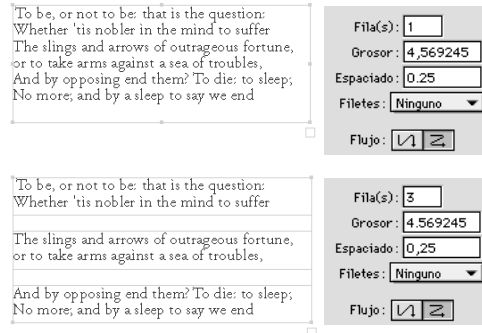 To be, or not to be: that is the question:
Whether 'tis nobler in the mind to suffer
The slings and arrows of outrageous fortune,
or to take arms against a sea of troubles,
And by opposing end them? To die: to sleep;
No more; and by a sleep to say we end
Fila(s): 1
Grosor: 4,569245
Espaciado: 0.25
Filetes: Ninguno
Flujo:
To be, or not to be: that is the question:
Whether 'tis nobler in the mind to suffer
The slings and arrows of outrageous fortune,
or to take arms against a sea of troubles,
And by opposing end them? To die: to sleep;
No more; and by a sleep to say we end
Fila(s): 3
Grosor: 4.569245
Espaciado: 0,25
Filetes: Ninguno
Flujo: